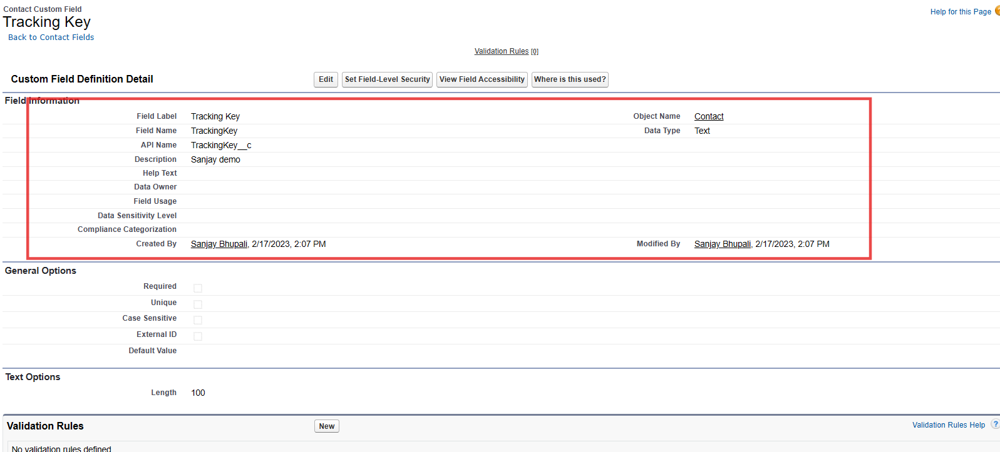 Contact Custom Field
Tracking Key
Help for this Page
Back to Contact Fields
Validation Rules [0]
Custom Field Definition Detail
Edit
Set Field-Level Security
View Field Accessibility
Where is this used?
Field Information
Field Label Tracking Key Object Name Contact
Field Name TrackingKey Data Type Text
API Name TrackingKey__c
Description Sanjay demo
Help Text
Data Owner
Field Usage
Data Sensitivity Level
Compliance Categorization
Created By Sanjay Bhupali, 2/17/2023, 2:07 PM Modified By Sanjay Bhupali, 2/17/2023, 2:07 PM
General Options
Required
Unique
Case Sensitive
External ID
Default Value
Text Options
Length 100
Validation Rules New Validation Rules Help ?
No validation rules defined